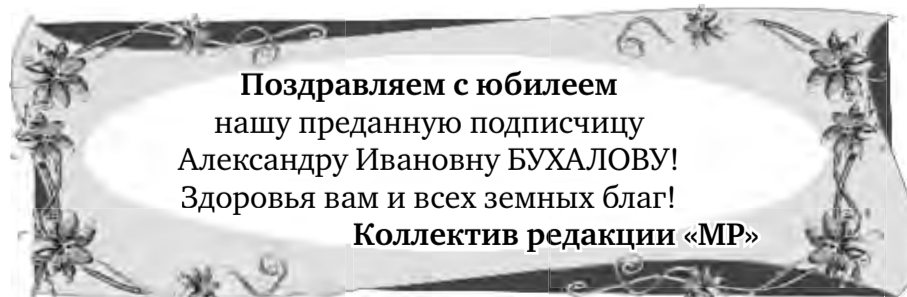 Поздравляем с юбилеем
нашу преданную подписчицу
Александру Ивановну БУХАЛОВУ!
Здоровья вам и всех земных благ!
Коллектив редакции «МР»